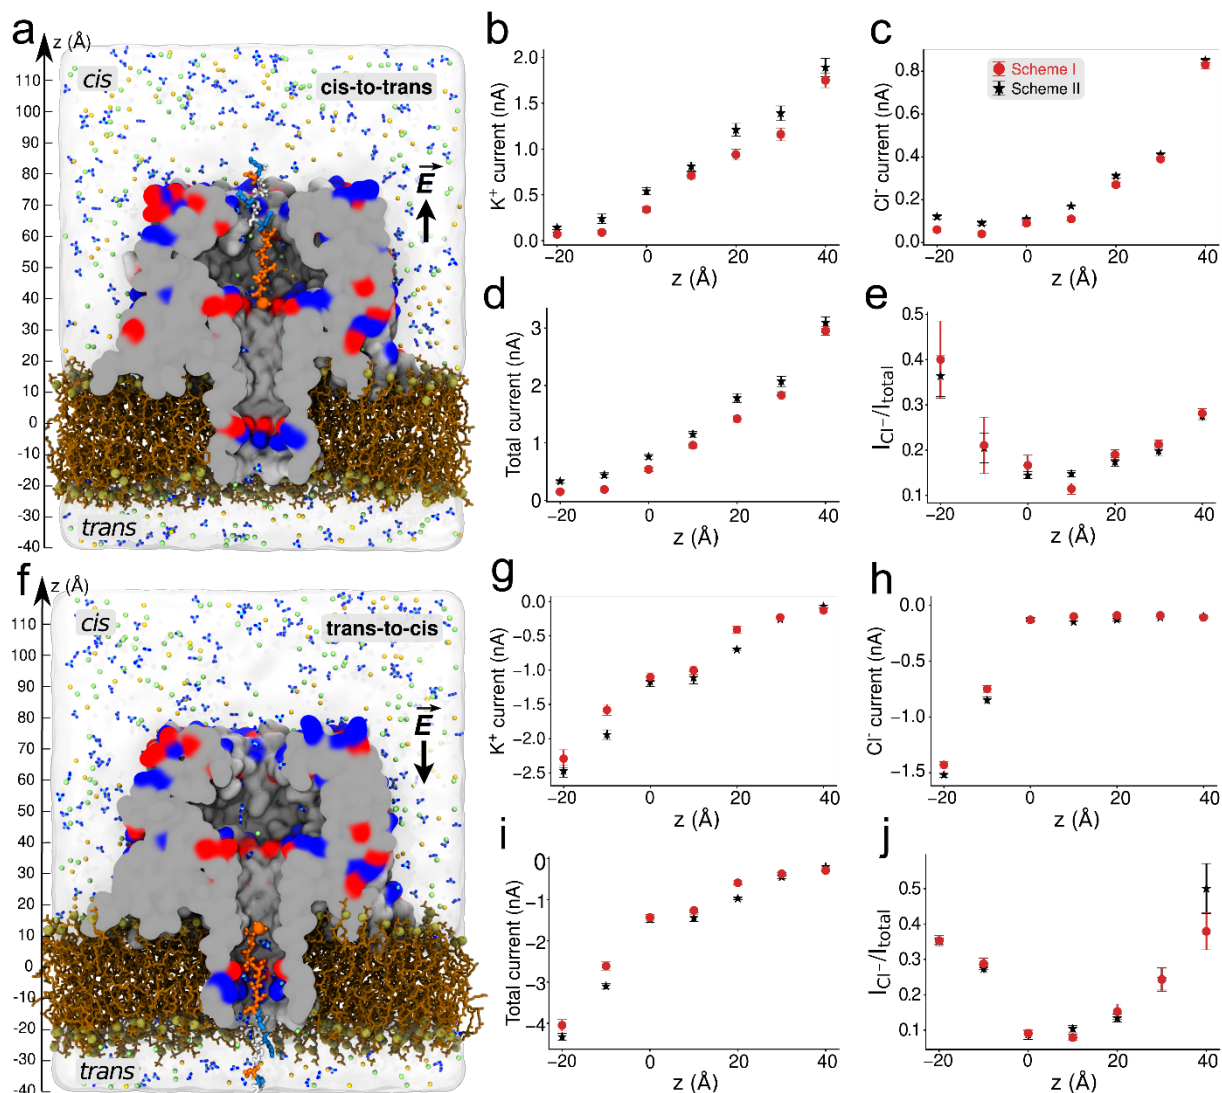 a
z (Å)
cis
cis-to-trans
E
110
100
90
80
70
60
50
40
30
20
10
0
-10
-20
-30
-40
trans
b
K⁺ current (nA)
2.0
1.5
1.0
0.5
0.0
−20 0 20 40
z (Å)
c
Cl⁻ current (nA)
0.8
0.4
0.0
Scheme I
Scheme II
−20 0 20 40
z (Å)
d
Total current (nA)
3
2
1
0
−20 0 20 40
z (Å)
e
I_Cl⁻/I_total
0.5
0.4
0.3
0.2
0.1
−20 0 20 40
z (Å)
f
z (Å)
cis
trans-to-cis
E
110
100
90
80
70
60
50
40
30
20
10
0
-10
-20
-30
-40
trans
g
K⁺ current (nA)
0.0
−0.5
−1.0
−1.5
−2.0
−2.5
−20 0 20 40
z (Å)
h
Cl⁻ current (nA)
0.0
−0.5
−1.0
−1.5
−20 0 20 40
z (Å)
i
Total current (nA)
0
−1
−2
−3
−4
−20 0 20 40
z (Å)
j
I_Cl⁻/I_total
0.5
0.4
0.3
0.2
0.1
−20 0 20 40
z (Å)